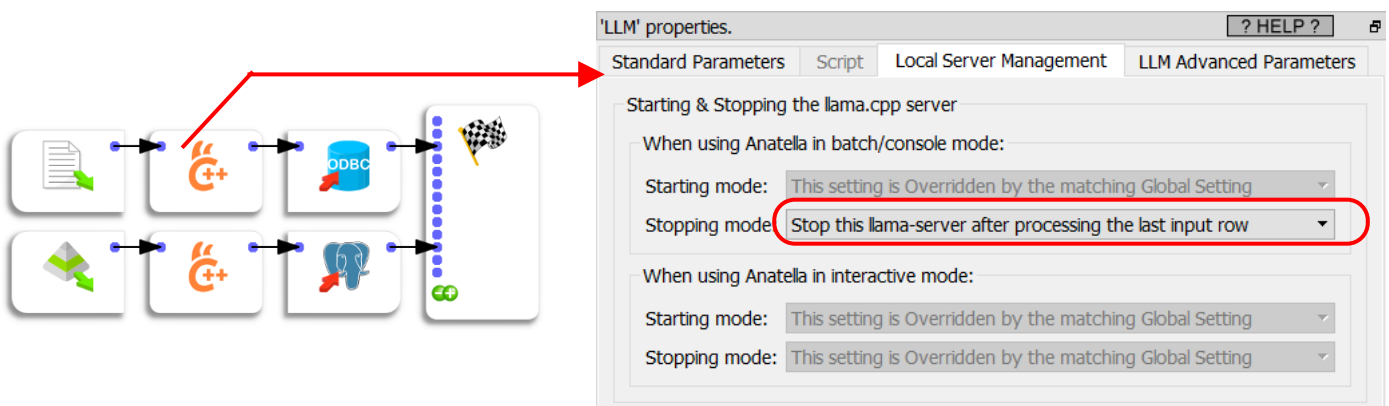 'LLM' properties.
? HELP ?
Standard Parameters
Script
Local Server Management
LLM Advanced Parameters
Starting & Stopping the llama.cpp server
When using Anatella in batch/console mode:
Starting mode: This setting is Overridden by the matching Global Setting
Stopping mode: Stop this llama-server after processing the last input row
When using Anatella in interactive mode:
Starting mode: This setting is Overridden by the matching Global Setting
Stopping mode: This setting is Overridden by the matching Global Setting
C++
ODBC
C++